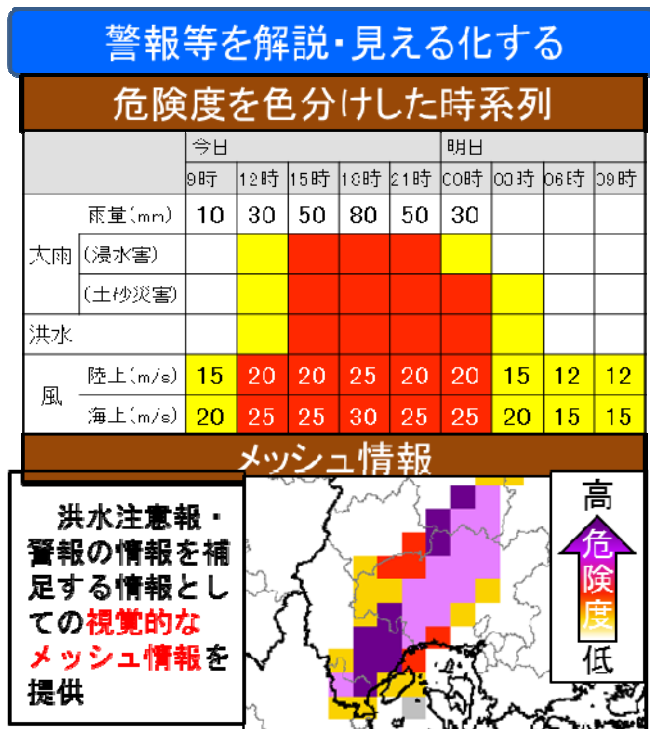 警報等を解説・見える化する
危険度を色分けした時系列
今日 明日
9時 12時 15時 18時 21時 00時 03時 06時 09時
雨量(mm) 10 30 50 80 50 30
大雨 (浸水害)
(土砂災害)
洪水
風 陸上(m/s) 15 20 20 25 20 20 15 12 12
海上(m/s) 20 25 25 30 25 25 20 15 15
メッシュ情報
洪水注意報・
警報の情報を補
足する情報とし
ての視覚的な
メッシュ情報を
提供
高
危険度
低